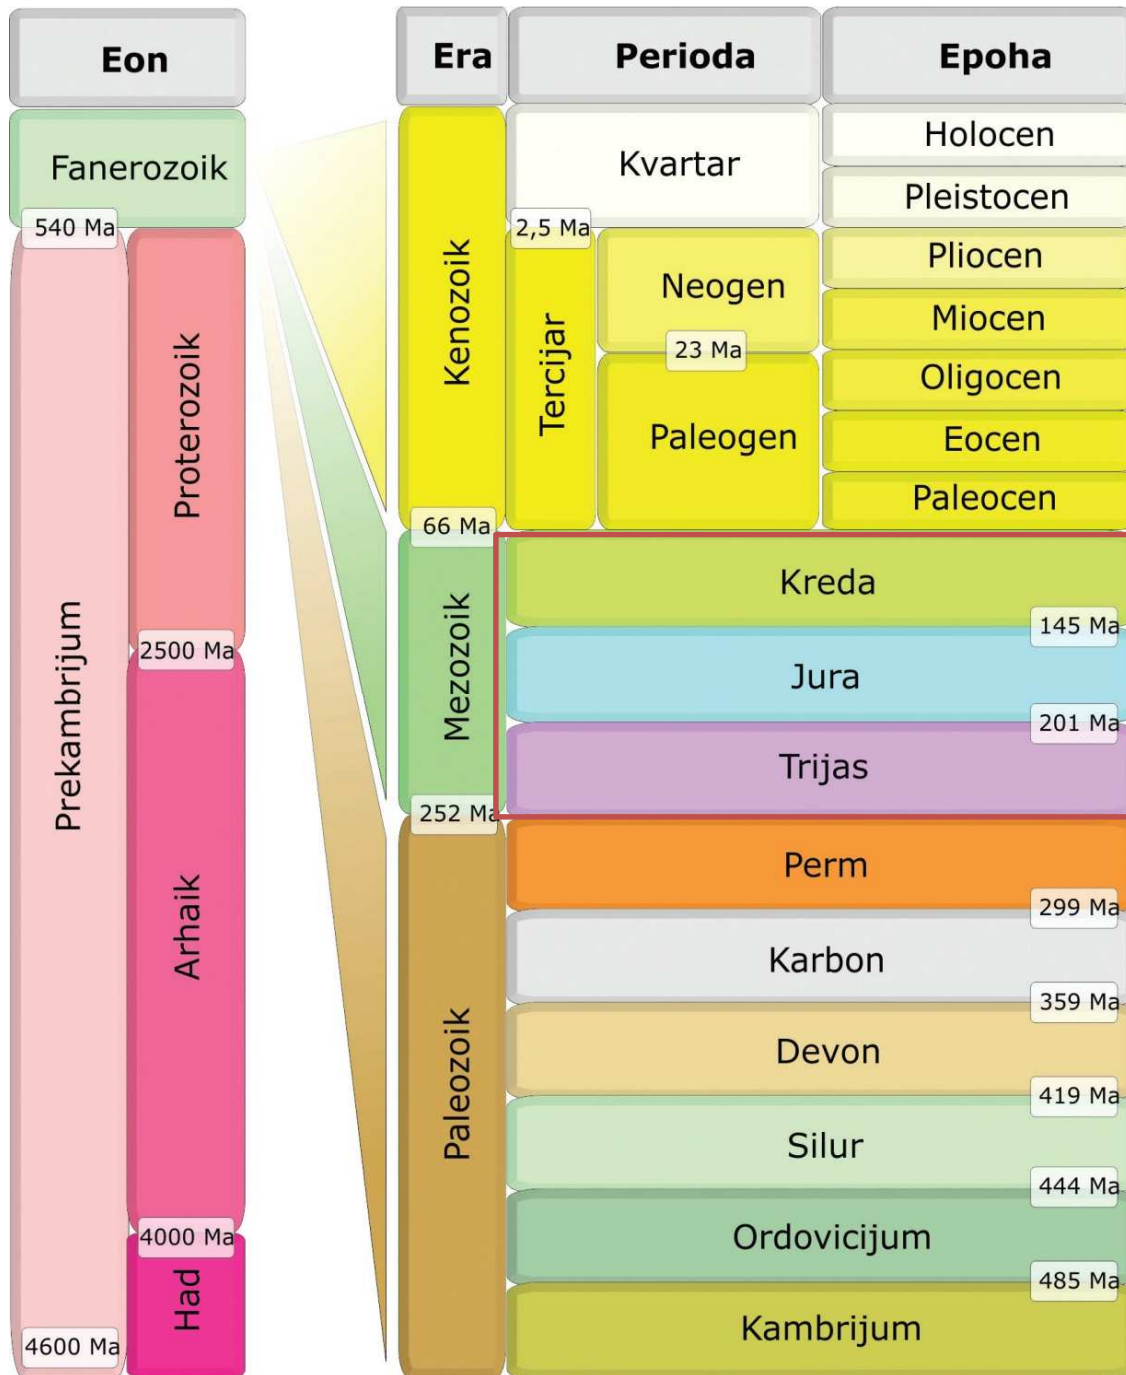 Eon
Era
Perioda
Epoha
Fanerozoik
540 Ma
Prekambrijum
Proterozoik
2500 Ma
Arhaik
4000 Ma
Had
4600 Ma
Kenozoik
66 Ma
Mezozoik
252 Ma
Paleozoik
Kvartar
2,5 Ma
Tercijar
Neogen
23 Ma
Paleogen
Holocen
Pleistocen
Pliocen
Miocen
Oligocen
Eocen
Paleocen
Kreda
145 Ma
Jura
201 Ma
Trijas
Perm
299 Ma
Karbon
359 Ma
Devon
419 Ma
Silur
444 Ma
Ordovicijum
485 Ma
Kambrijum